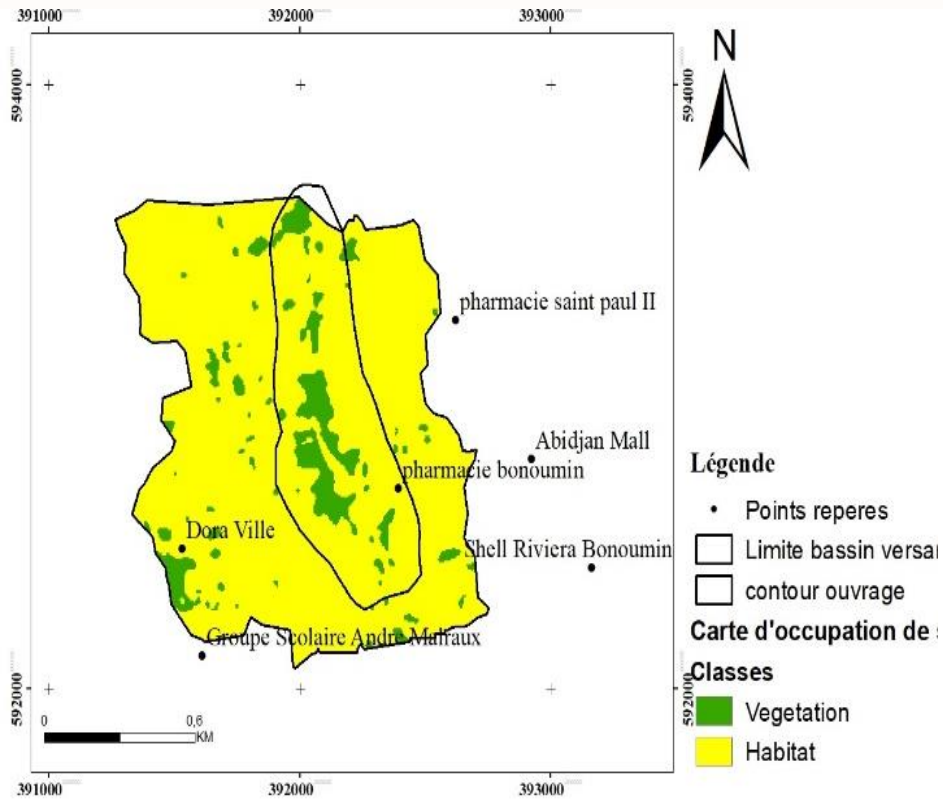 391000
392000
393000
N
594000
594000
pharmacie saint paul II
Abidjan Mall
pharmacie bonoumin
Dora Ville
Shell Riviera Bonoumin
Groupe Scolaire Andre Malraux
592000
592000
0
0,6
KM
391000
392000
393000
Légende
Points reperes
Limite bassin versan
contour ouvrage
Carte d'occupation de s
Classes
Vegetation
Habitat